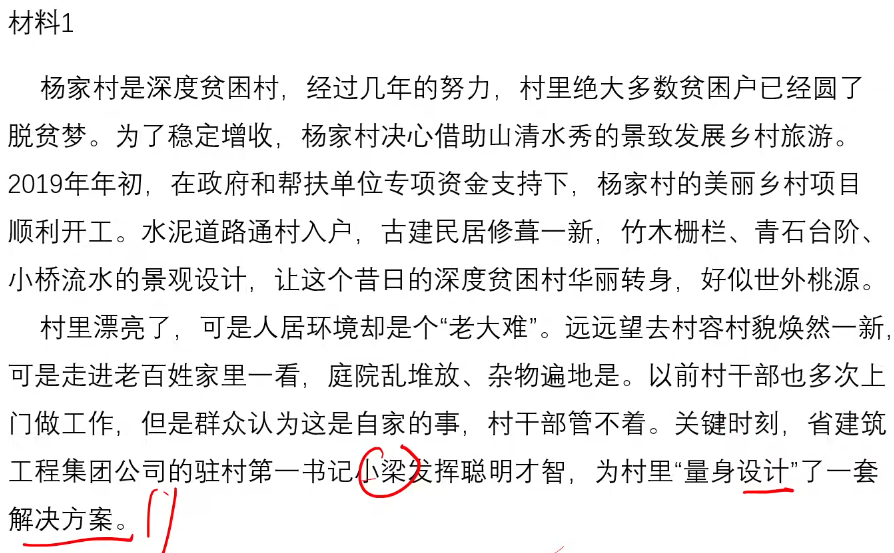 材料1
杨家村是深度贫困村，经过几年的努力，村里绝大多数贫困户已经圆了
脱贫梦。为了稳定增收，杨家村决心借助山清水秀的景致发展乡村旅游。
2019年年初，在政府和帮扶单位专项资金支持下，杨家村的美丽乡村项目
顺利开工。水泥道路通村入户，古建民居修葺一新，竹木栅栏、青石台阶、
小桥流水的景观设计，让这个昔日的深度贫困村华丽转身，好似世外桃源。
村里漂亮了，可是人居环境却是个“老大难”。远远望去村容村貌焕然一新，
可是走进老百姓家里一看，庭院乱堆放、杂物遍地是。以前村干部也多次上
门做工作，但是群众认为这是自家的事，村干部管不着。关键时刻，省建筑
工程集团公司的驻村第一书记小梁发挥聪明才智，为村里“量身设计”了一套
解决方案。